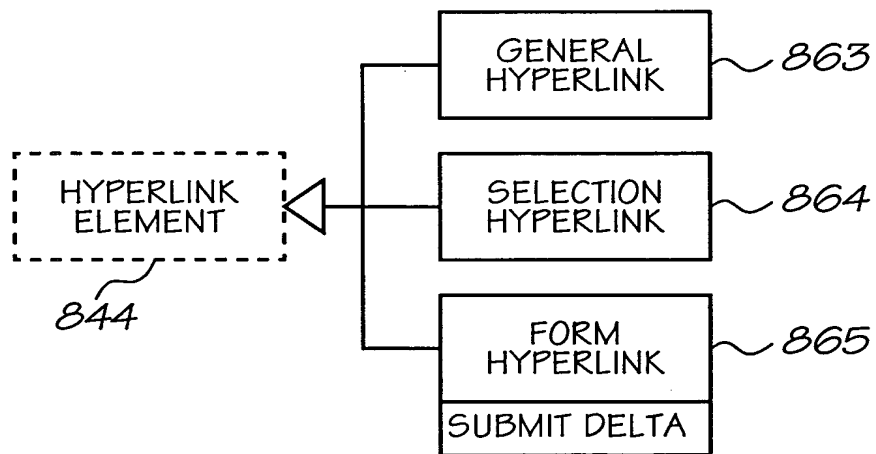 GENERAL
HYPERLINK
863
HYPERLINK
ELEMENT
844
SELECTION
HYPERLINK
864
FORM
HYPERLINK
865
SUBMIT DELTA